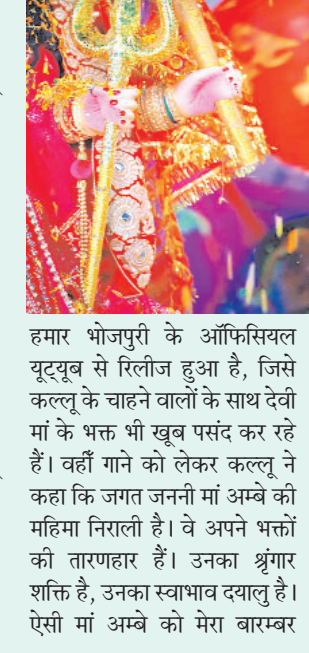 हमार भोजपुरी के ऑफिसियल
यूट्यूब से रिलीज हुआ है, जिसे
कल्लू के चाहने वालों के साथ देवी
मां के भक्त भी खूब पसंद कर रहे
हैं। वहीँ गाने को लेकर कल्लू ने
कहा कि जगत जननी मां अम्बे की
महिमा निराली है। वे अपने भक्तों
की तारणहार हैं। उनका श्रृंगार
शक्ति है, उनका स्वाभाव दयालु है।
ऐसी मां अम्बे को मेरा बारम्बर